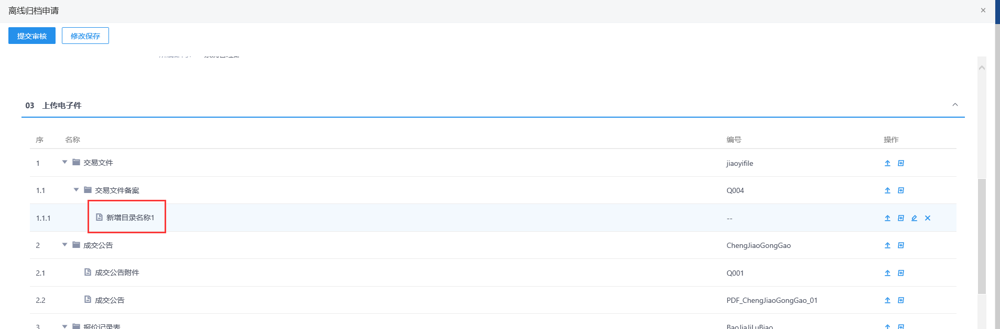 离线归档申请
提交审核 修改保存
03 上传电子件
序 名称 编号 操作
1 交易文件 jiaoyifile
1.1 交易文件备案 Q004
1.1.1 新增目录名称1 --
2 成交公告 ChengJiaoGongGao
2.1 成交公告附件 Q001
2.2 成交公告 PDF_ChengJiaoGongGao_01
3 报价记录表 BaoJiaJiLuBiao